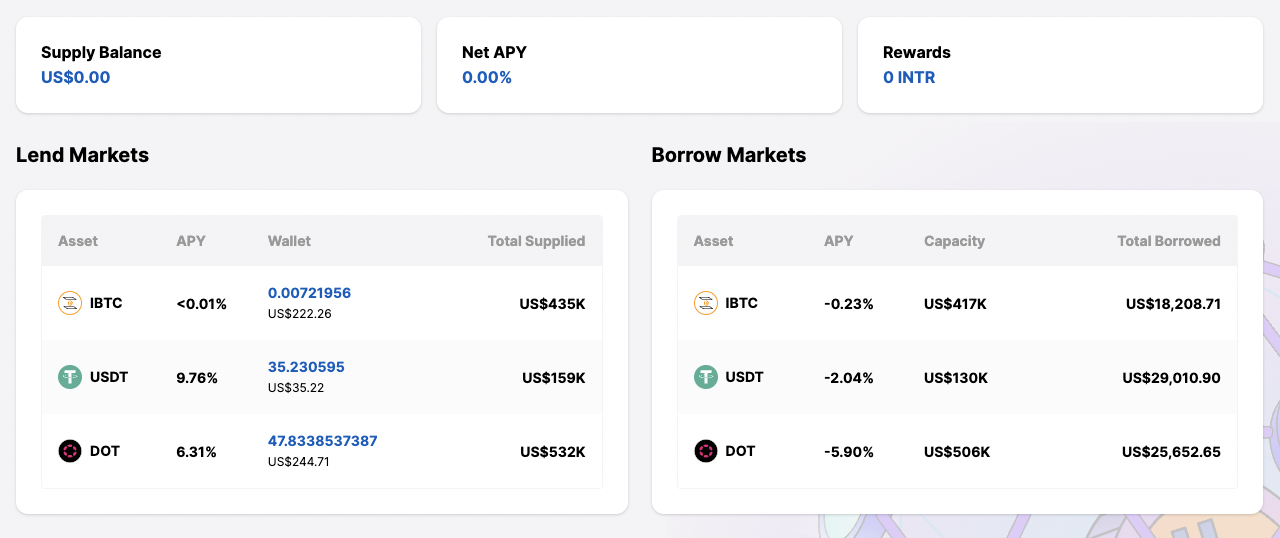 Supply Balance
US$0.00
Net APY
0.00%
Rewards
0 INTR
Lend Markets
Asset APY Wallet Total Supplied
IBTC <0.01% 0.00721956 US$435K
US$222.26
USDT 9.76% 35.230595 US$159K
US$35.22
DOT 6.31% 47.8338537387 US$532K
US$244.71
Borrow Markets
Asset APY Capacity Total Borrowed
IBTC -0.23% US$417K US$18,208.71
USDT -2.04% US$130K US$29,010.90
DOT -5.90% US$506K US$25,652.65